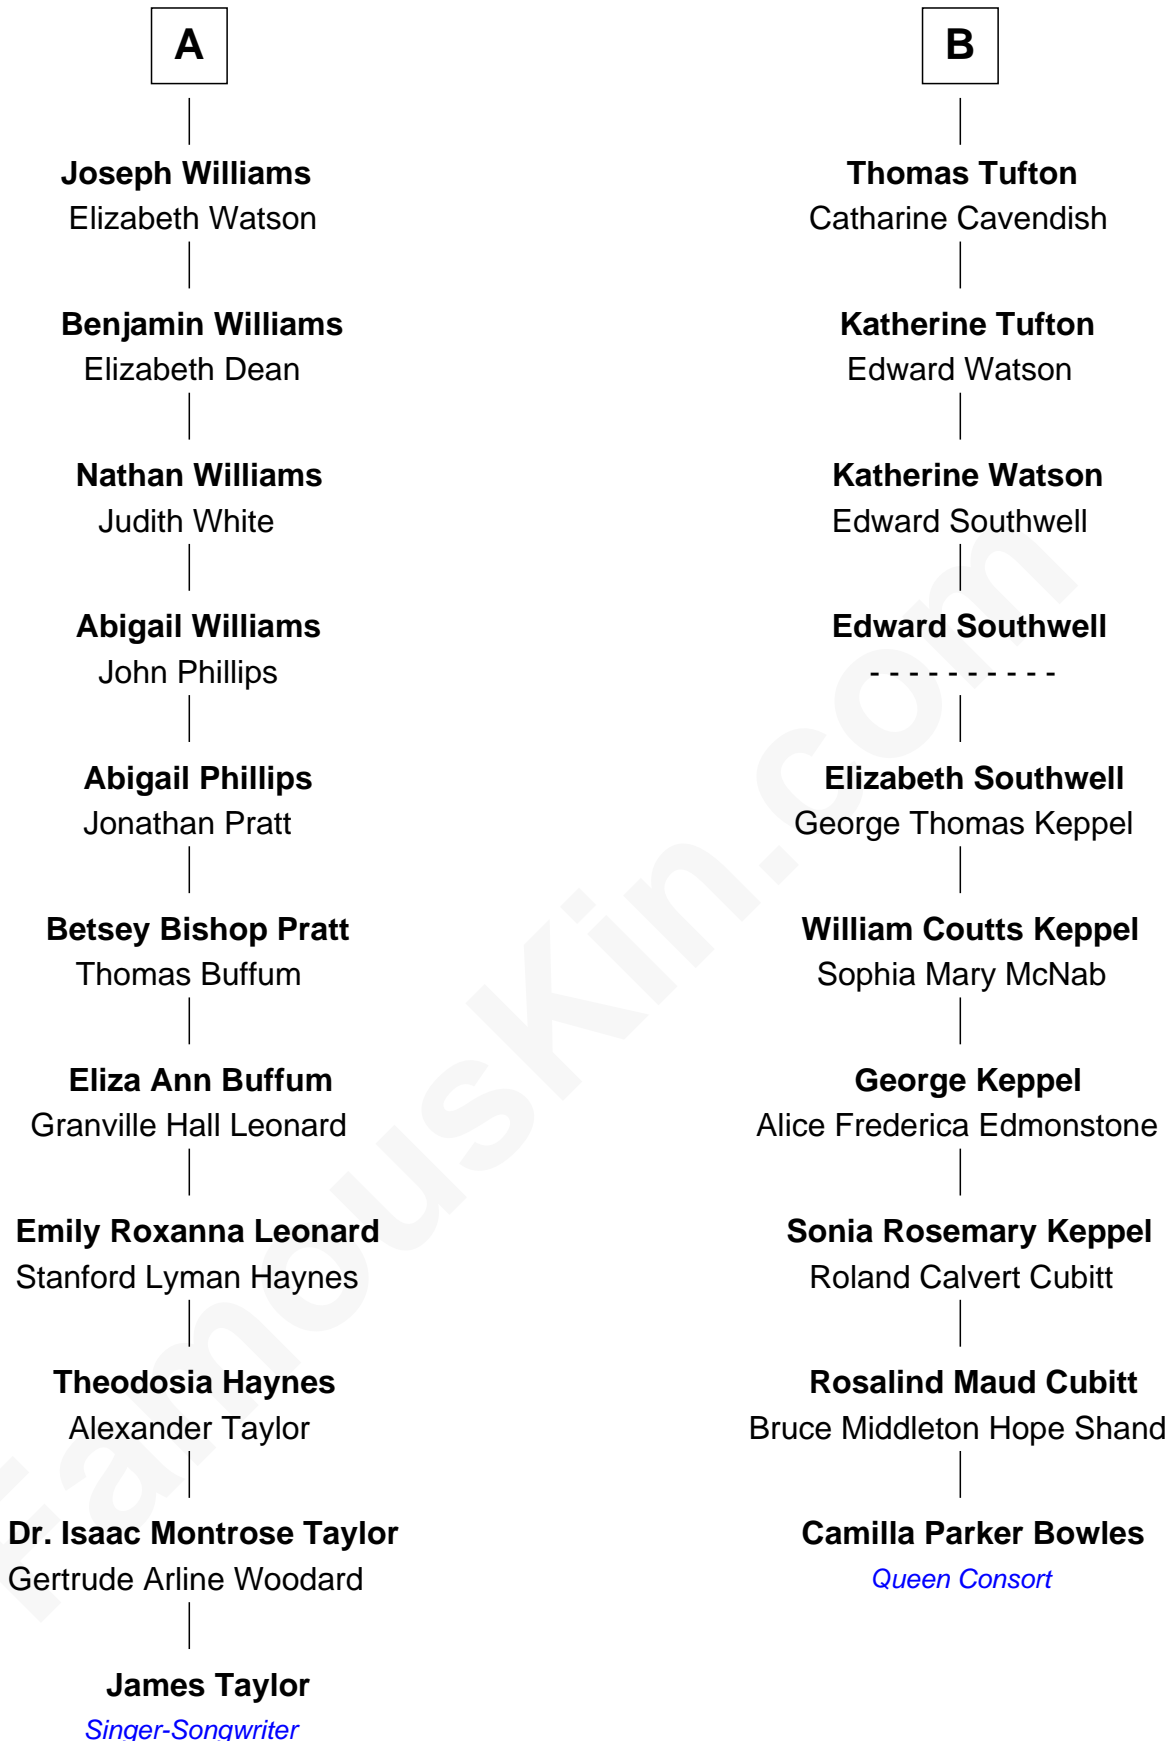 A
Joseph Williams
Elizabeth Watson
Benjamin Williams
Elizabeth Dean
Nathan Williams
Judith White
Abigail Williams
John Phillips
Abigail Phillips
Jonathan Pratt
Betsey Bishop Pratt
Thomas Buffum
Eliza Ann Buffum
Granville Hall Leonard
Emily Roxanna Leonard
Stanford Lyman Haynes
Theodosia Haynes
Alexander Taylor
Dr. Isaac Montrose Taylor
Gertrude Arline Woodard
James Taylor
Singer-Songwriter
B
Thomas Tufton
Catharine Cavendish
Katherine Tufton
Edward Watson
Katherine Watson
Edward Southwell
Edward Southwell
- - - - - - - - - -
Elizabeth Southwell
George Thomas Keppel
William Coutts Keppel
Sophia Mary McNab
George Keppel
Alice Frederica Edmonstone
Sonia Rosemary Keppel
Roland Calvert Cubitt
Rosalind Maud Cubitt
Bruce Middleton Hope Shand
Camilla Parker Bowles
Queen Consort
FamousKin.com